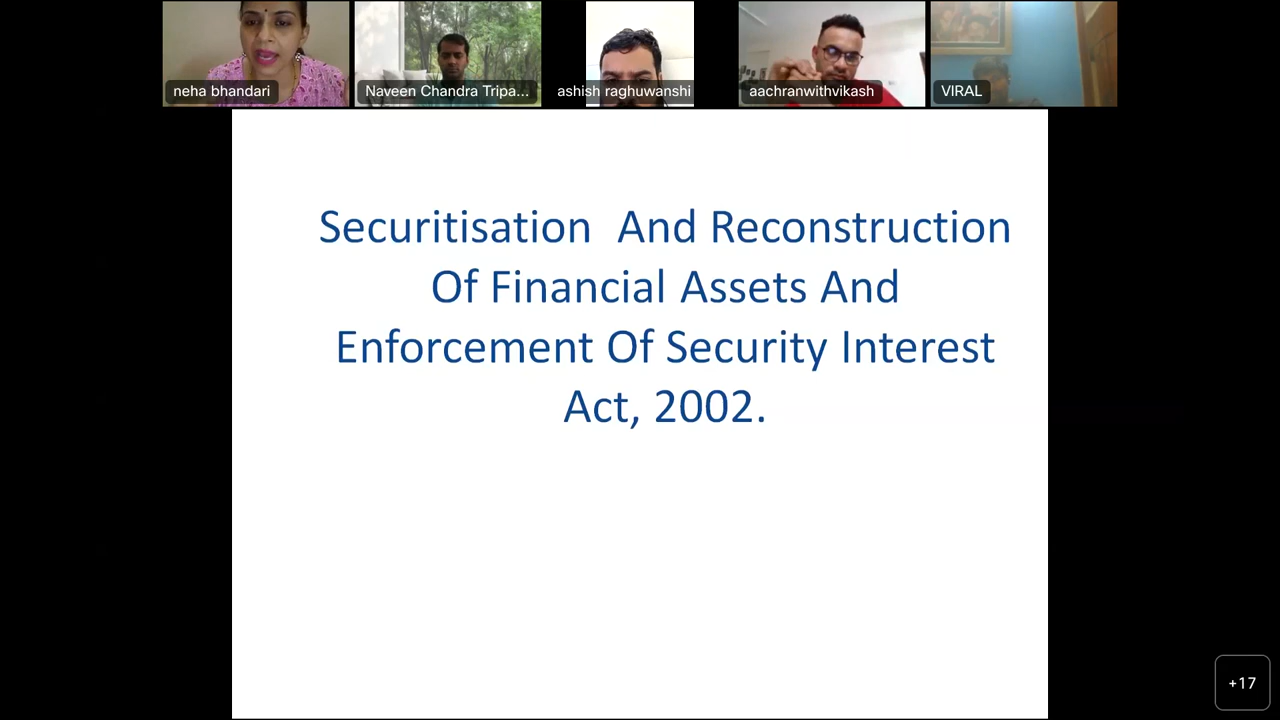 neha bhandari
Naveen Chandra Tripa...
ashish raghuwanshi
aachranwithvikash
VIRAL
Securitisation And Reconstruction
Of Financial Assets And
Enforcement Of Security Interest
Act, 2002.
+17